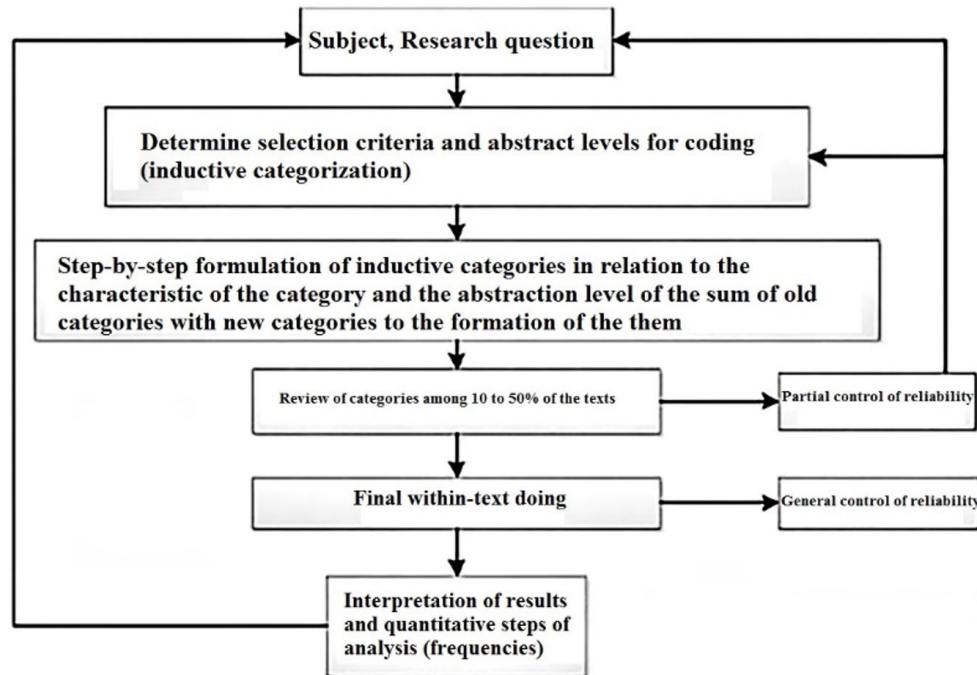 Subject, Research question
Determine selection criteria and abstract levels for coding
(inductive categorization)
Step-by-step formulation of inductive categories in relation to the
characteristic of the category and the abstraction level of the sum of old
categories with new categories to the formation of the them
Review of categories among 10 to 50% of the texts
Partial control of reliability
Final within-text doing
General control of reliability
Interpretation of results
and quantitative steps of
analysis (frequencies)